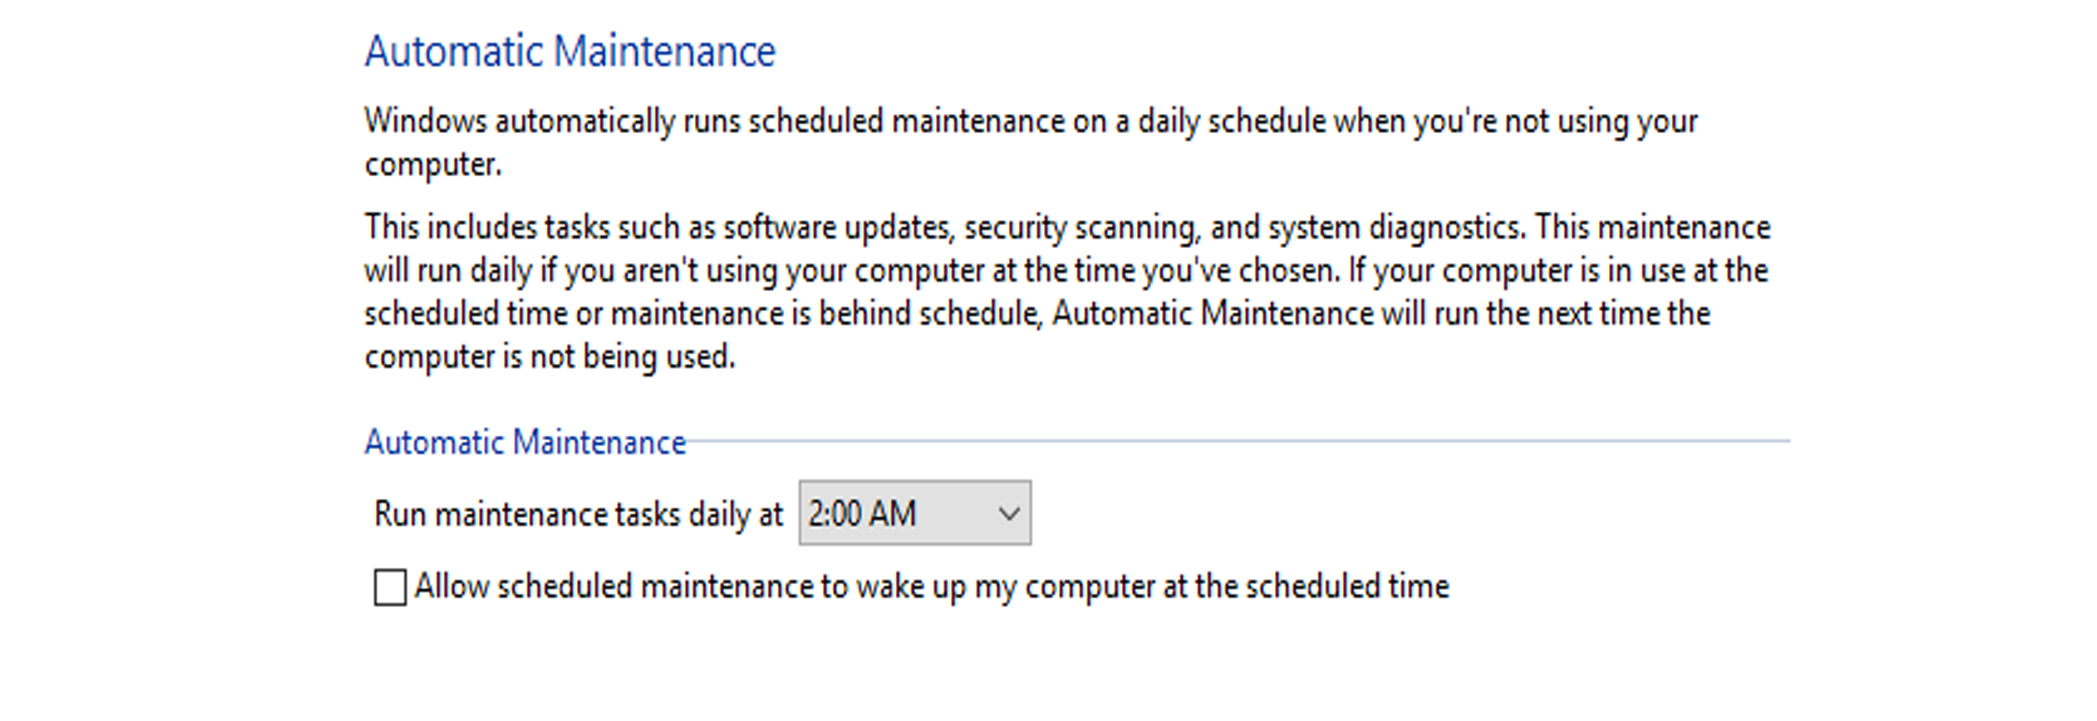 Automatic Maintenance
Windows automatically runs scheduled maintenance on a daily schedule when you're not using your
computer.
This includes tasks such as software updates, security scanning, and system diagnostics. This maintenance
will run daily if you aren't using your computer at the time you've chosen. If your computer is in use at the
scheduled time or maintenance is behind schedule, Automatic Maintenance will run the next time the
computer is not being used.
Automatic Maintenance
Run maintenance tasks daily at 2:00 AM
Allow scheduled maintenance to wake up my computer at the scheduled time